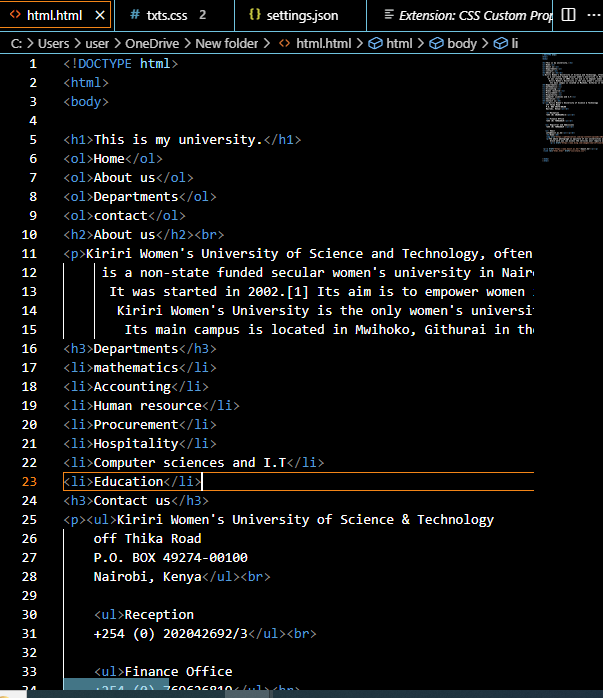 html.html × # txts.css 2 {} settings.json Extension: CSS Custom Prop ...
C: > Users > user > OneDrive > New folder > <> html.html > html > body > li
1 <!DOCTYPE html>
2 <html>
3 <body>
4
5 <h1>This is my university.</h1>
6 <ol>Home</ol>
7 <ol>About us</ol>
8 <ol>Departments</ol>
9 <ol>contact</ol>
10 <h2>About us</h2><br>
11 <p>Kiriri Women's University of Science and Technology, often
12 is a non-state funded secular women's university in Nair
13 It was started in 2002.[1] Its aim is to empower women
14 Kiriri Women's University is the only women's universi
15 Its main campus is located in Mwihoko, Githurai in the
16 <h3>Departments</h3>
17 <li>mathematics</li>
18 <li>Accounting</li>
19 <li>Human resource</li>
20 <li>Procurement</li>
21 <li>Hospitality</li>
22 <li>Computer sciences and I.T</li>
23 <li>Education</li>
24 <h3>Contact us</h3>
25 <p><ul>Kiriri Women's University of Science & Technology
26 off Thika Road
27 P.O. BOX 49274-00100
28 Nairobi, Kenya</ul><br>
29
30 <ul>Reception
31 +254 (0) 202042692/3</ul><br>
32
33 <ul>Finance Office
34 +254 (0)